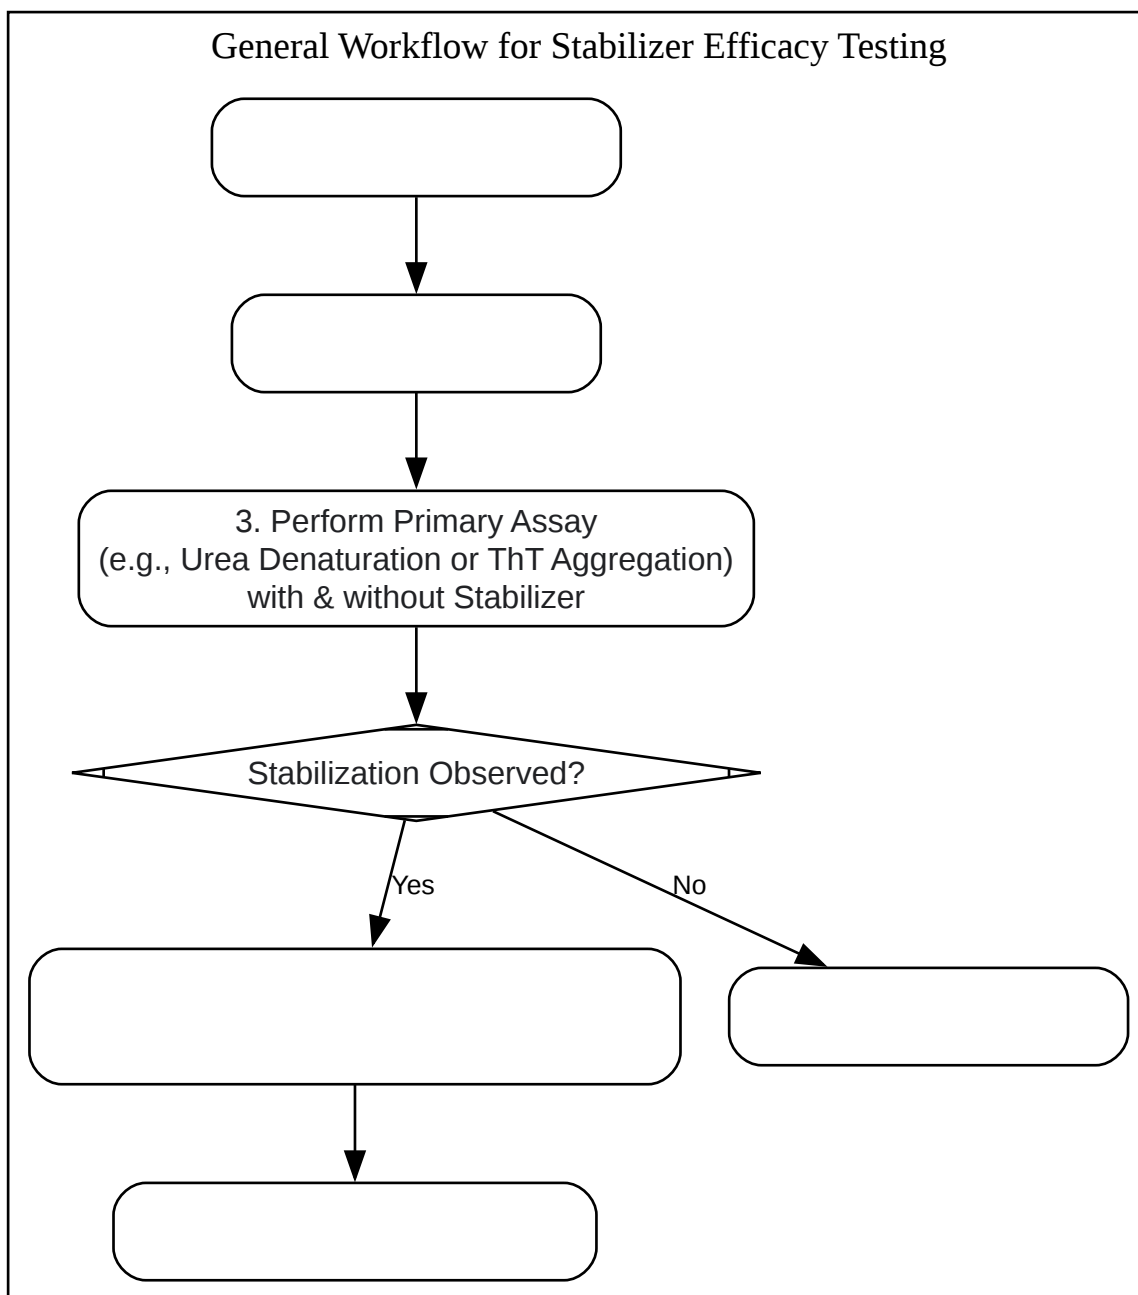 General Workflow for Stabilizer Efficacy Testing
3. Perform Primary Assay
(e.g., Urea Denaturation or ThT Aggregation)
with & without Stabilizer
Stabilization Observed?
Yes
No